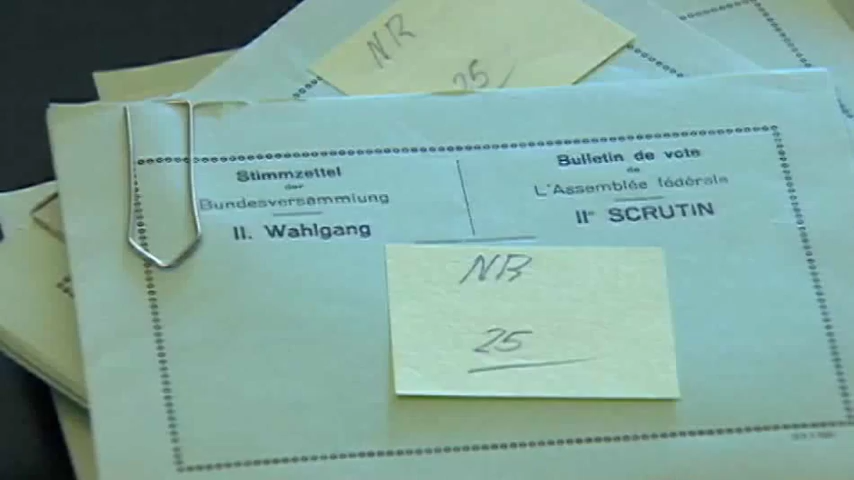 NR
25
Stimmzettel
der
Bundesversammlung
II. Wahlgang
Bulletin de vote
de
L'Assemblée fédérale
IIe SCRUTIN
NR
25